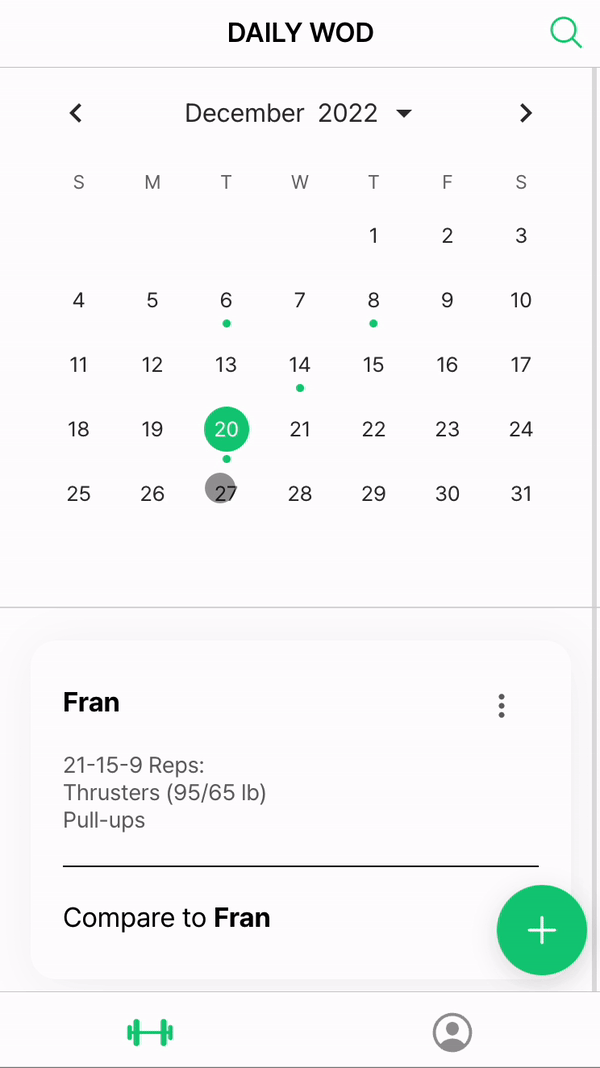 DAILY WOD
December 2022
S M T W T F S
1 2 3
4 5 6 7 8 9 10
11 12 13 14 15 16 17
18 19 20 21 22 23 24
25 26 27 28 29 30 31
Fran
21-15-9 Reps:
Thrusters (95/65 lb)
Pull-ups
Compare to Fran